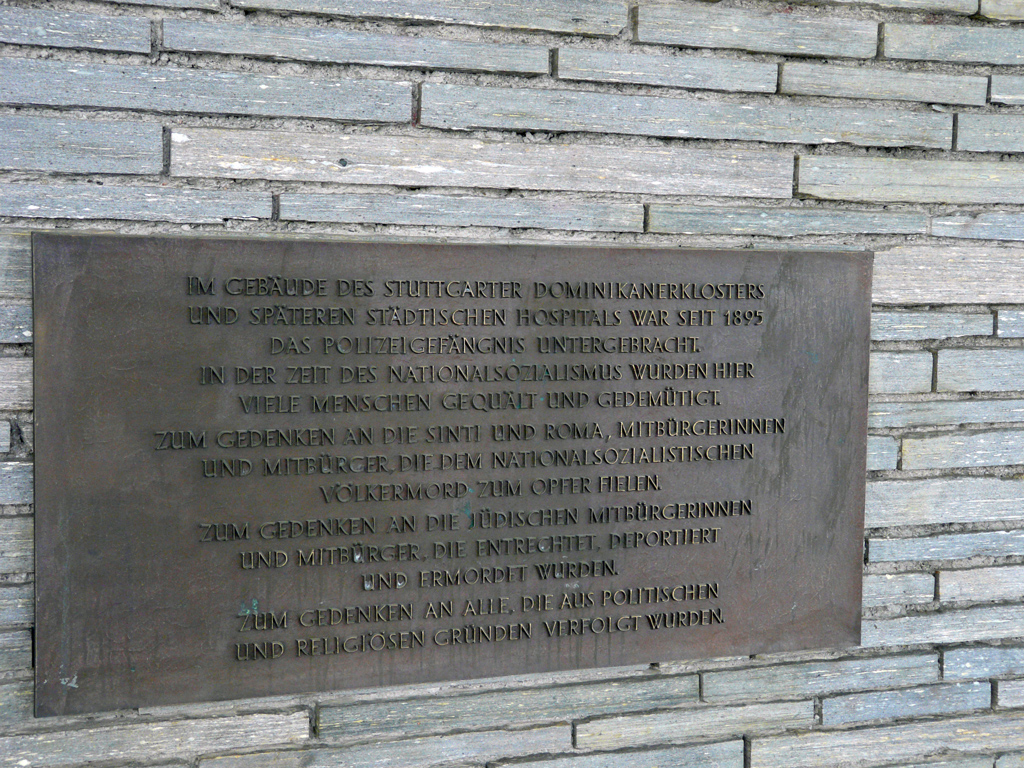 IM GEBÄUDE DES STUTTGARTER DOMINIKANERKLOSTERS
UND SPÄTEREN STÄDTISCHEN HOSPITALS WAR SEIT 1895
DAS POLIZEIGEFÄNGNIS UNTERGEBRACHT.
IN DER ZEIT DES NATIONALSOZIALISMUS WURDEN HIER
VIELE MENSCHEN GEQUÄLT UND GEDEMÜTIGT.
ZUM GEDENKEN AN DIE SINTI UND ROMA, MITBÜRGERINNEN
UND MITBÜRGER, DIE DEM NATIONALSOZIALISTISCHEN
VÖLKERMORD ZUM OPFER FIELEN.
ZUM GEDENKEN AN DIE JÜDISCHEN MITBÜRGERINNEN
UND MITBÜRGER, DIE ENTRECHTET, DEPORTIERT
UND ERMORDET WURDEN.
ZUM GEDENKEN AN ALLE, DIE AUS POLITISCHEN
UND RELIGIÖSEN GRÜNDEN VERFOLGT WURDEN.